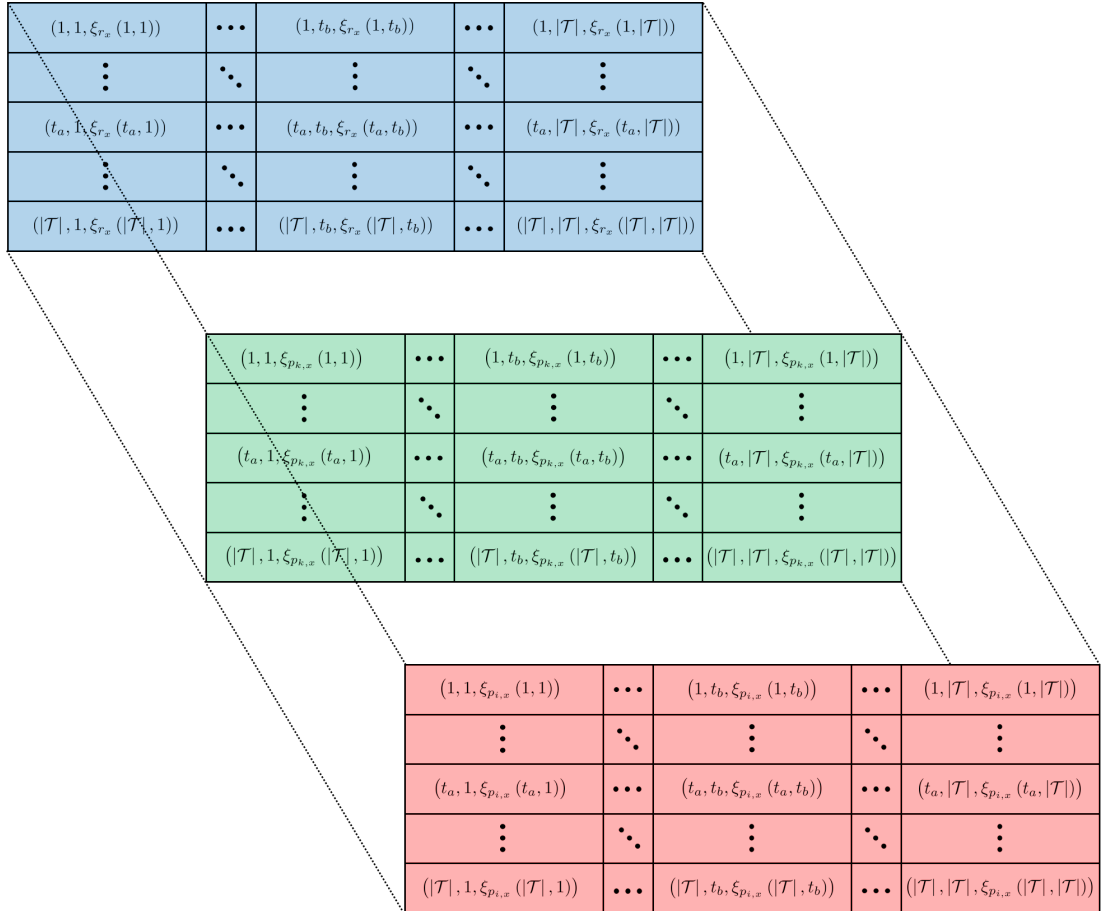 (1, 1, ξ_{r_x} (1, 1)) ••• (1, t_b, ξ_{r_x} (1, t_b)) ••• (1, |𝒯|, ξ_{r_x} (1, |𝒯|))
⋮ ⋱ ⋮ ⋱ ⋮
(t_a, 1, ξ_{r_x} (t_a, 1)) ••• (t_a, t_b, ξ_{r_x} (t_a, t_b)) ••• (t_a, |𝒯|, ξ_{r_x} (t_a, |𝒯|))
⋮ ⋱ ⋮ ⋱ ⋮
(|𝒯|, 1, ξ_{r_x} (|𝒯|, 1)) ••• (|𝒯|, t_b, ξ_{r_x} (|𝒯|, t_b)) ••• (|𝒯|, |𝒯|, ξ_{r_x} (|𝒯|, |𝒯|))
(1, 1, ξ_{p_{k,x}} (1, 1)) ••• (1, t_b, ξ_{p_{k,x}} (1, t_b)) ••• (1, |𝒯|, ξ_{p_{k,x}} (1, |𝒯|))
⋮ ⋱ ⋮ ⋱ ⋮
(t_a, 1, ξ_{p_{k,x}} (t_a, 1)) ••• (t_a, t_b, ξ_{p_{k,x}} (t_a, t_b)) ••• (t_a, |𝒯|, ξ_{p_{k,x}} (t_a, |𝒯|))
⋮ ⋱ ⋮ ⋱ ⋮
(|𝒯|, 1, ξ_{p_{k,x}} (|𝒯|, 1)) ••• (|𝒯|, t_b, ξ_{p_{k,x}} (|𝒯|, t_b)) ••• (|𝒯|, |𝒯|, ξ_{p_{k,x}} (|𝒯|, |𝒯|))
(1, 1, ξ_{p_{i,x}} (1, 1)) ••• (1, t_b, ξ_{p_{i,x}} (1, t_b)) ••• (1, |𝒯|, ξ_{p_{i,x}} (1, |𝒯|))
⋮ ⋱ ⋮ ⋱ ⋮
(t_a, 1, ξ_{p_{i,x}} (t_a, 1)) ••• (t_a, t_b, ξ_{p_{i,x}} (t_a, t_b)) ••• (t_a, |𝒯|, ξ_{p_{i,x}} (t_a, |𝒯|))
⋮ ⋱ ⋮ ⋱ ⋮
(|𝒯|, 1, ξ_{p_{i,x}} (|𝒯|, 1)) ••• (|𝒯|, t_b, ξ_{p_{i,x}} (|𝒯|, t_b)) ••• (|𝒯|, |𝒯|, ξ_{p_{i,x}} (|𝒯|, |𝒯|))